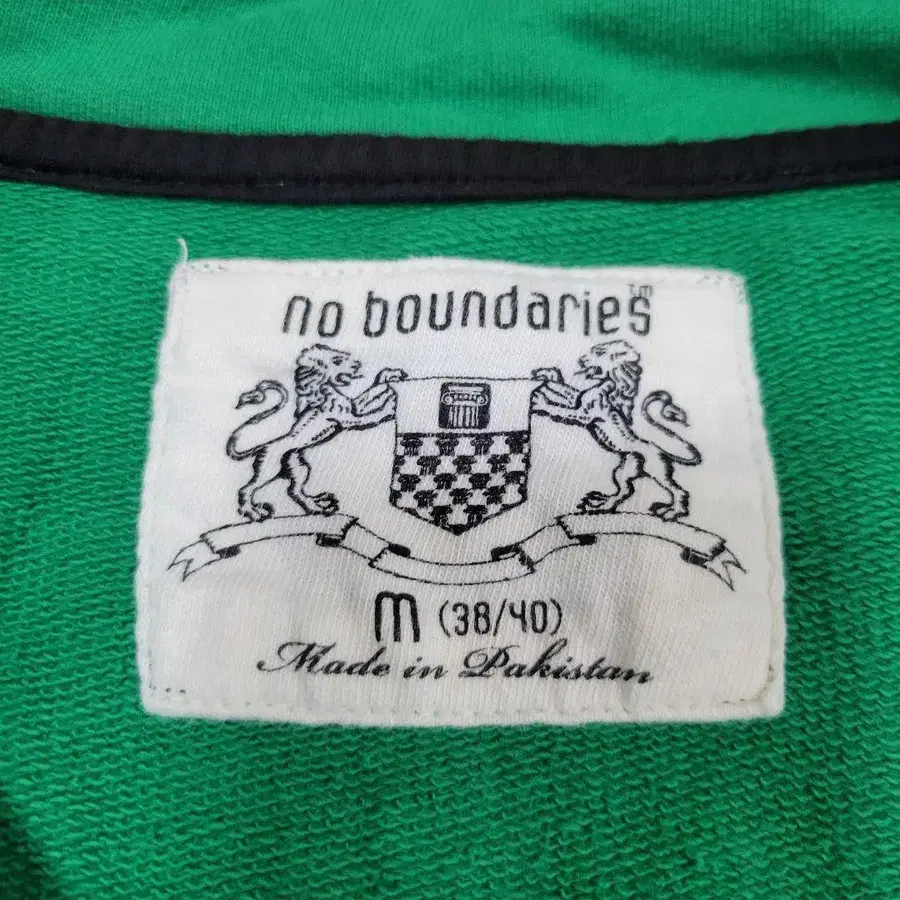 no boundaries™
M (38/40)
Made in Pakistan